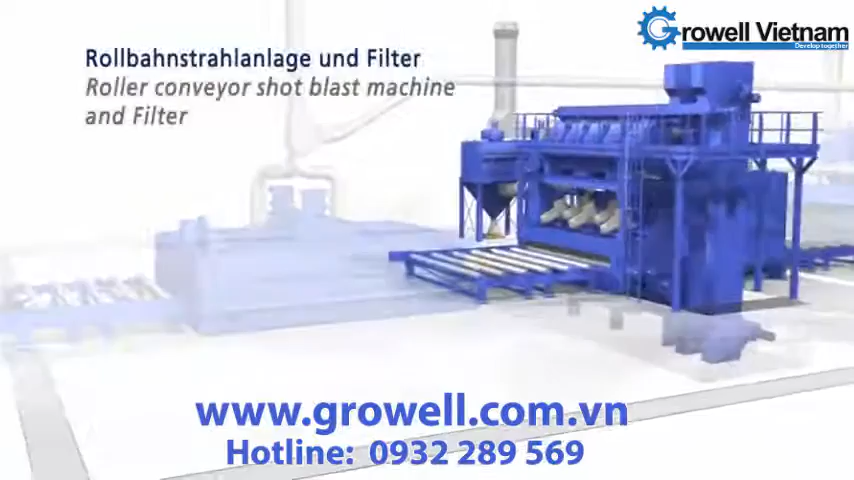 Growell Vietnam
Develop together
Rollbahnstrahlanlage und Filter
Roller conveyor shot blast machine
and Filter
www.growell.com.vn
Hotline: 0932 289 569